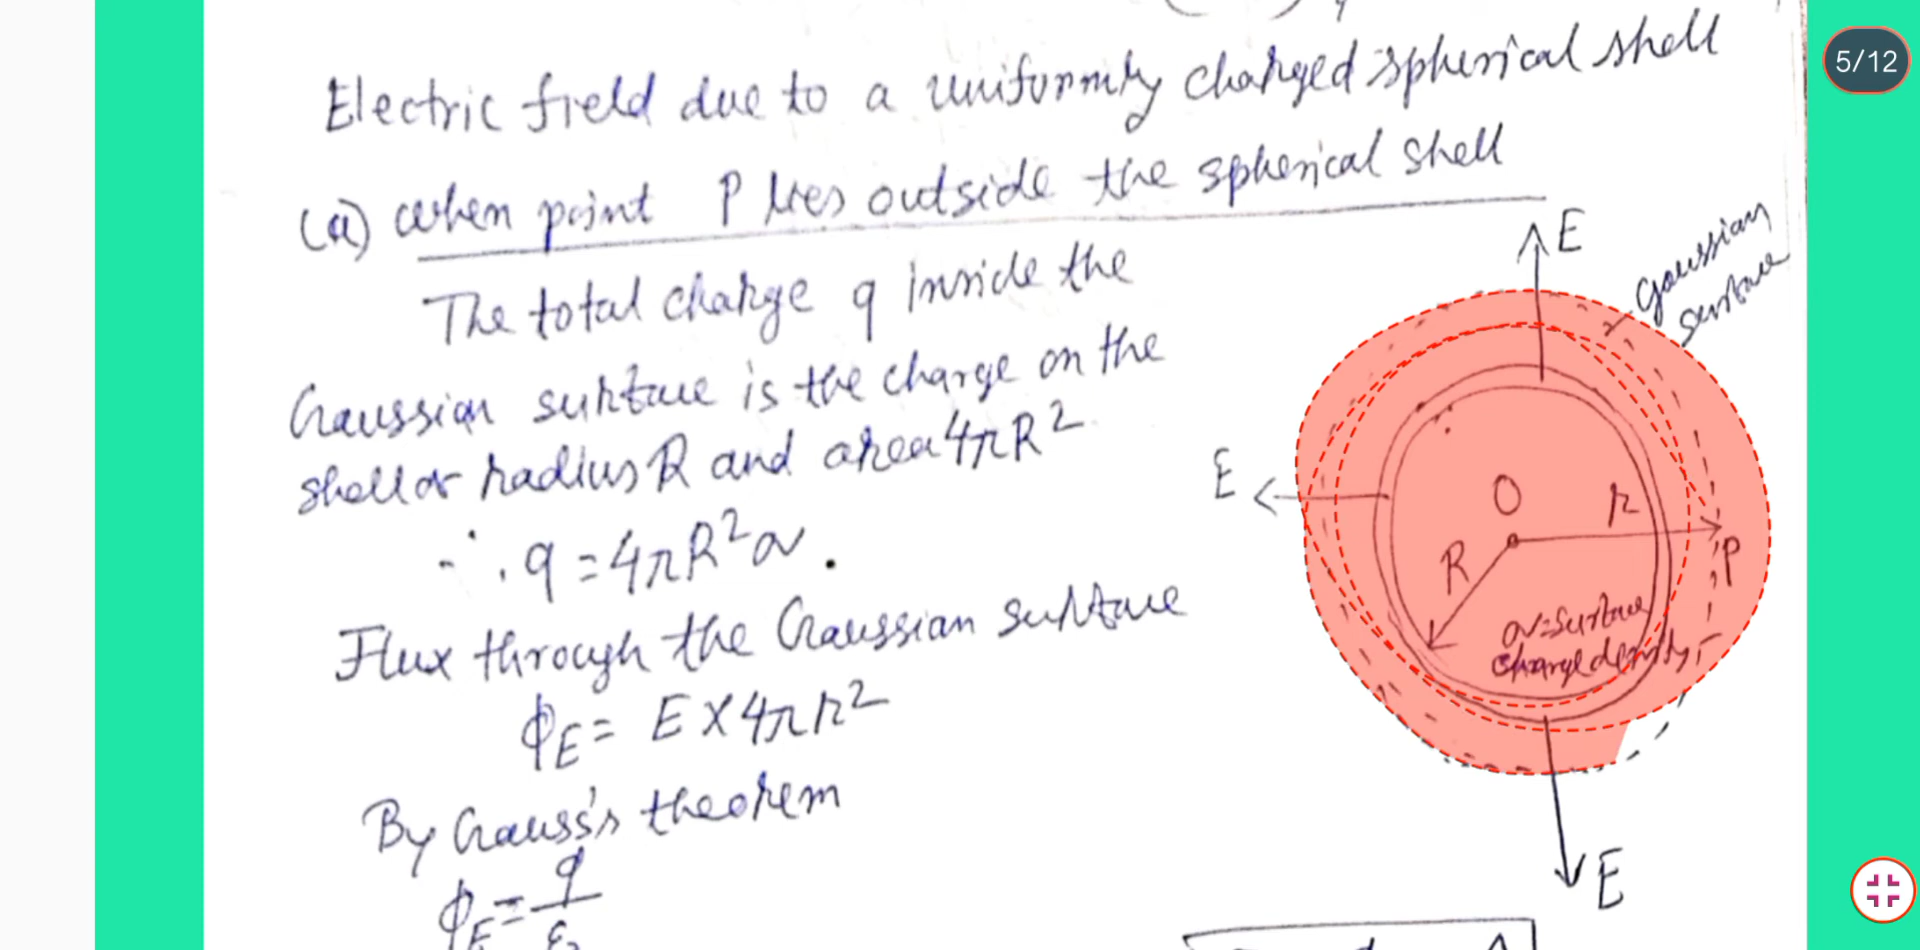 5/12
Electric field due to a uniformly charged spherical shell
(a) when point P lies outside the spherical shell
The total charge q inside the
Gaussian surface is the charge on the
shell of radius R and area 4πR²
∴ q = 4πR²σ.
Flux through the Gaussian surface
ϕE = E × 4πr²
By Gauss's theorem
ϕE = q
E
Gaussian
surface
E
O
r
R
P
σ = surface
charge density
E